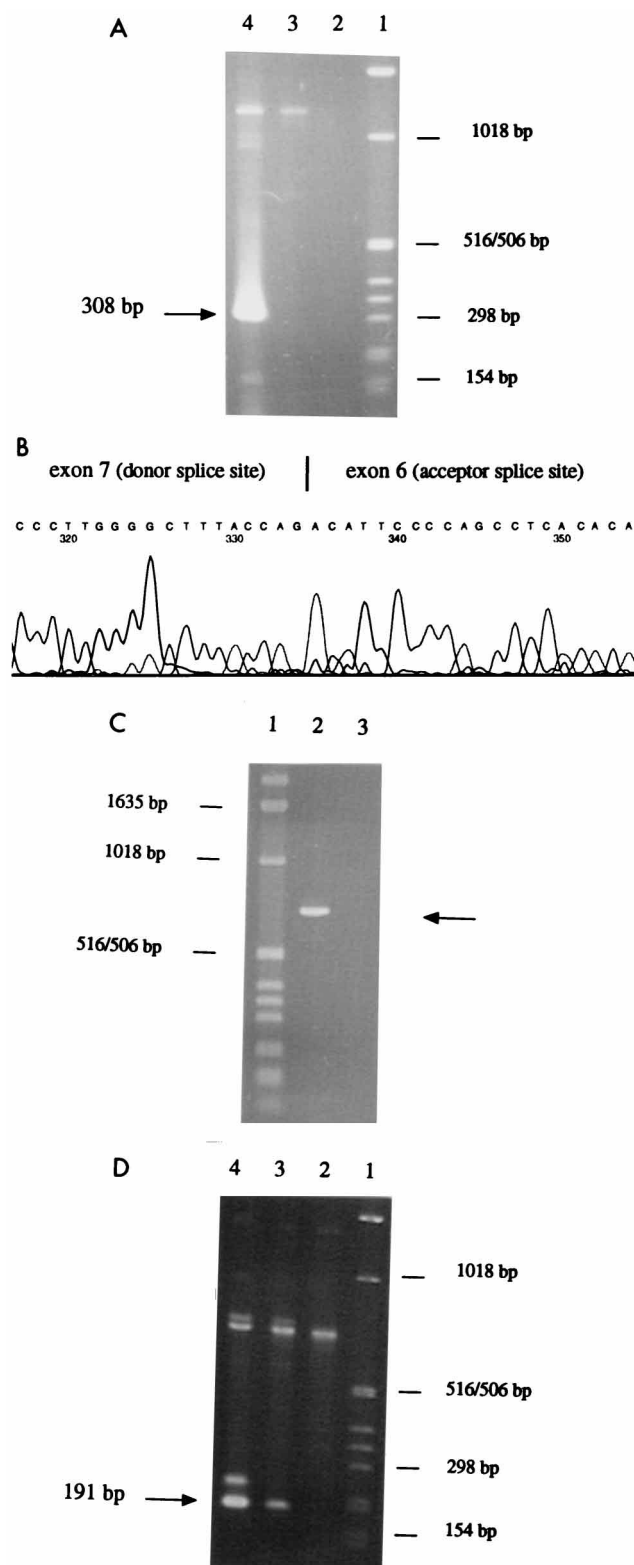 A
4 3 2 1
1018 bp
516/506 bp
308 bp
298 bp
154 bp
B
exon 7 (donor splice site) exon 6 (acceptor splice site)
C C C T T G G G G C T T T A C C A G A C A T T C C C C A G C C T C A C A C A
320 330 340 350
C
1 2 3
1635 bp
1018 bp
516/506 bp
D
4 3 2 1
1018 bp
516/506 bp
298 bp
191 bp
154 bp